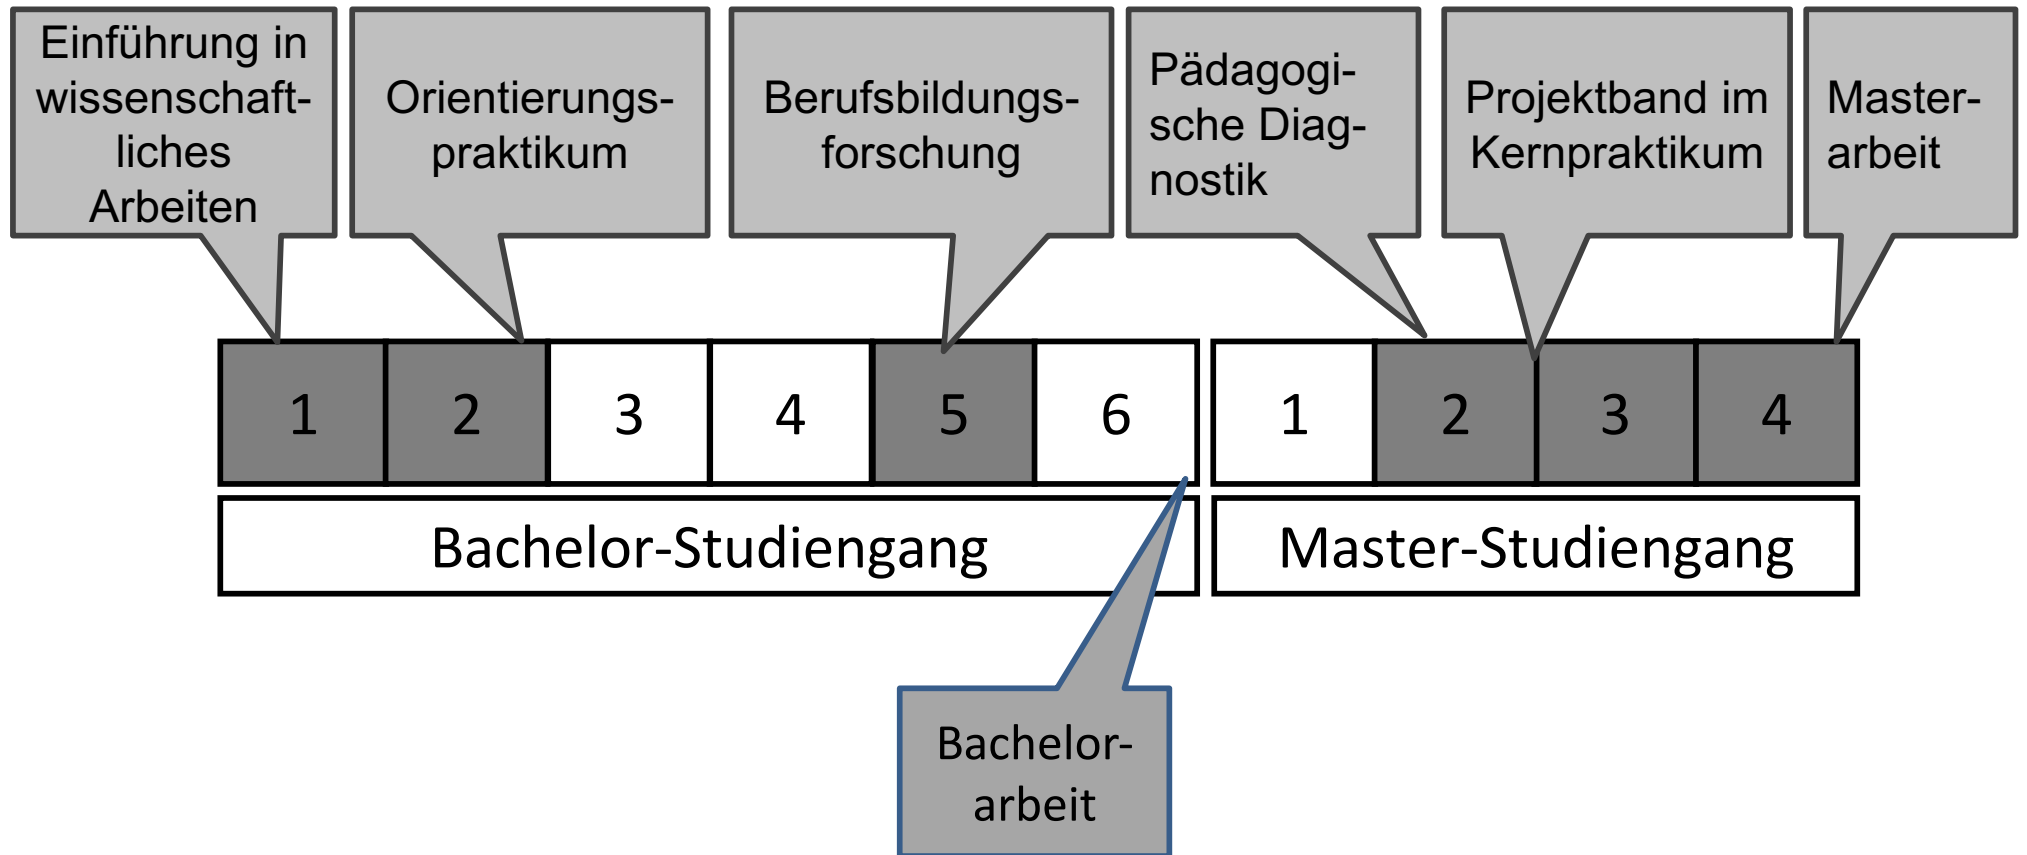 Einführung in
wissenschaft-
liches
Arbeiten
Orientierungs-
praktikum
Berufsbildungs-
forschung
Pädagogi-
sche Diag-
nostik
Projektband im
Kernpraktikum
Master-
arbeit
1 2 3 4 5 6 1 2 3 4
Bachelor-Studiengang Master-Studiengang
Bachelor-
arbeit